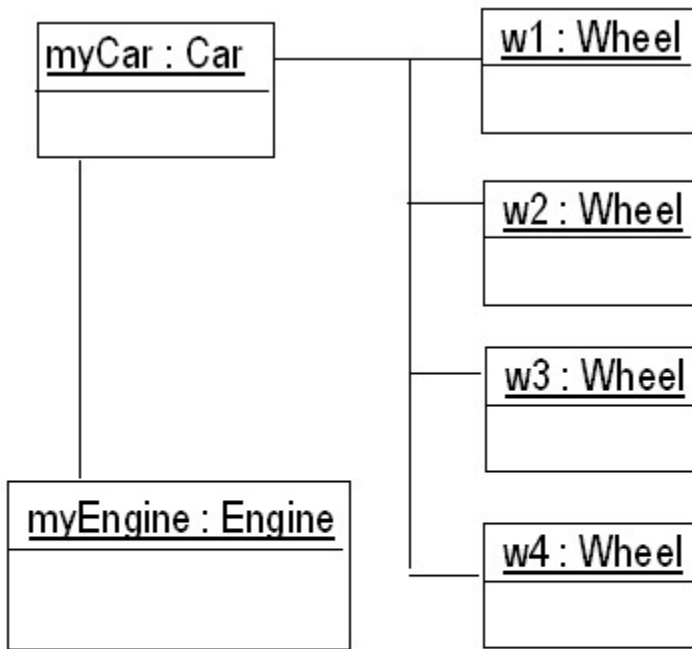 myCar : Car
w1 : Wheel
w2 : Wheel
w3 : Wheel
myEngine : Engine
w4 : Wheel